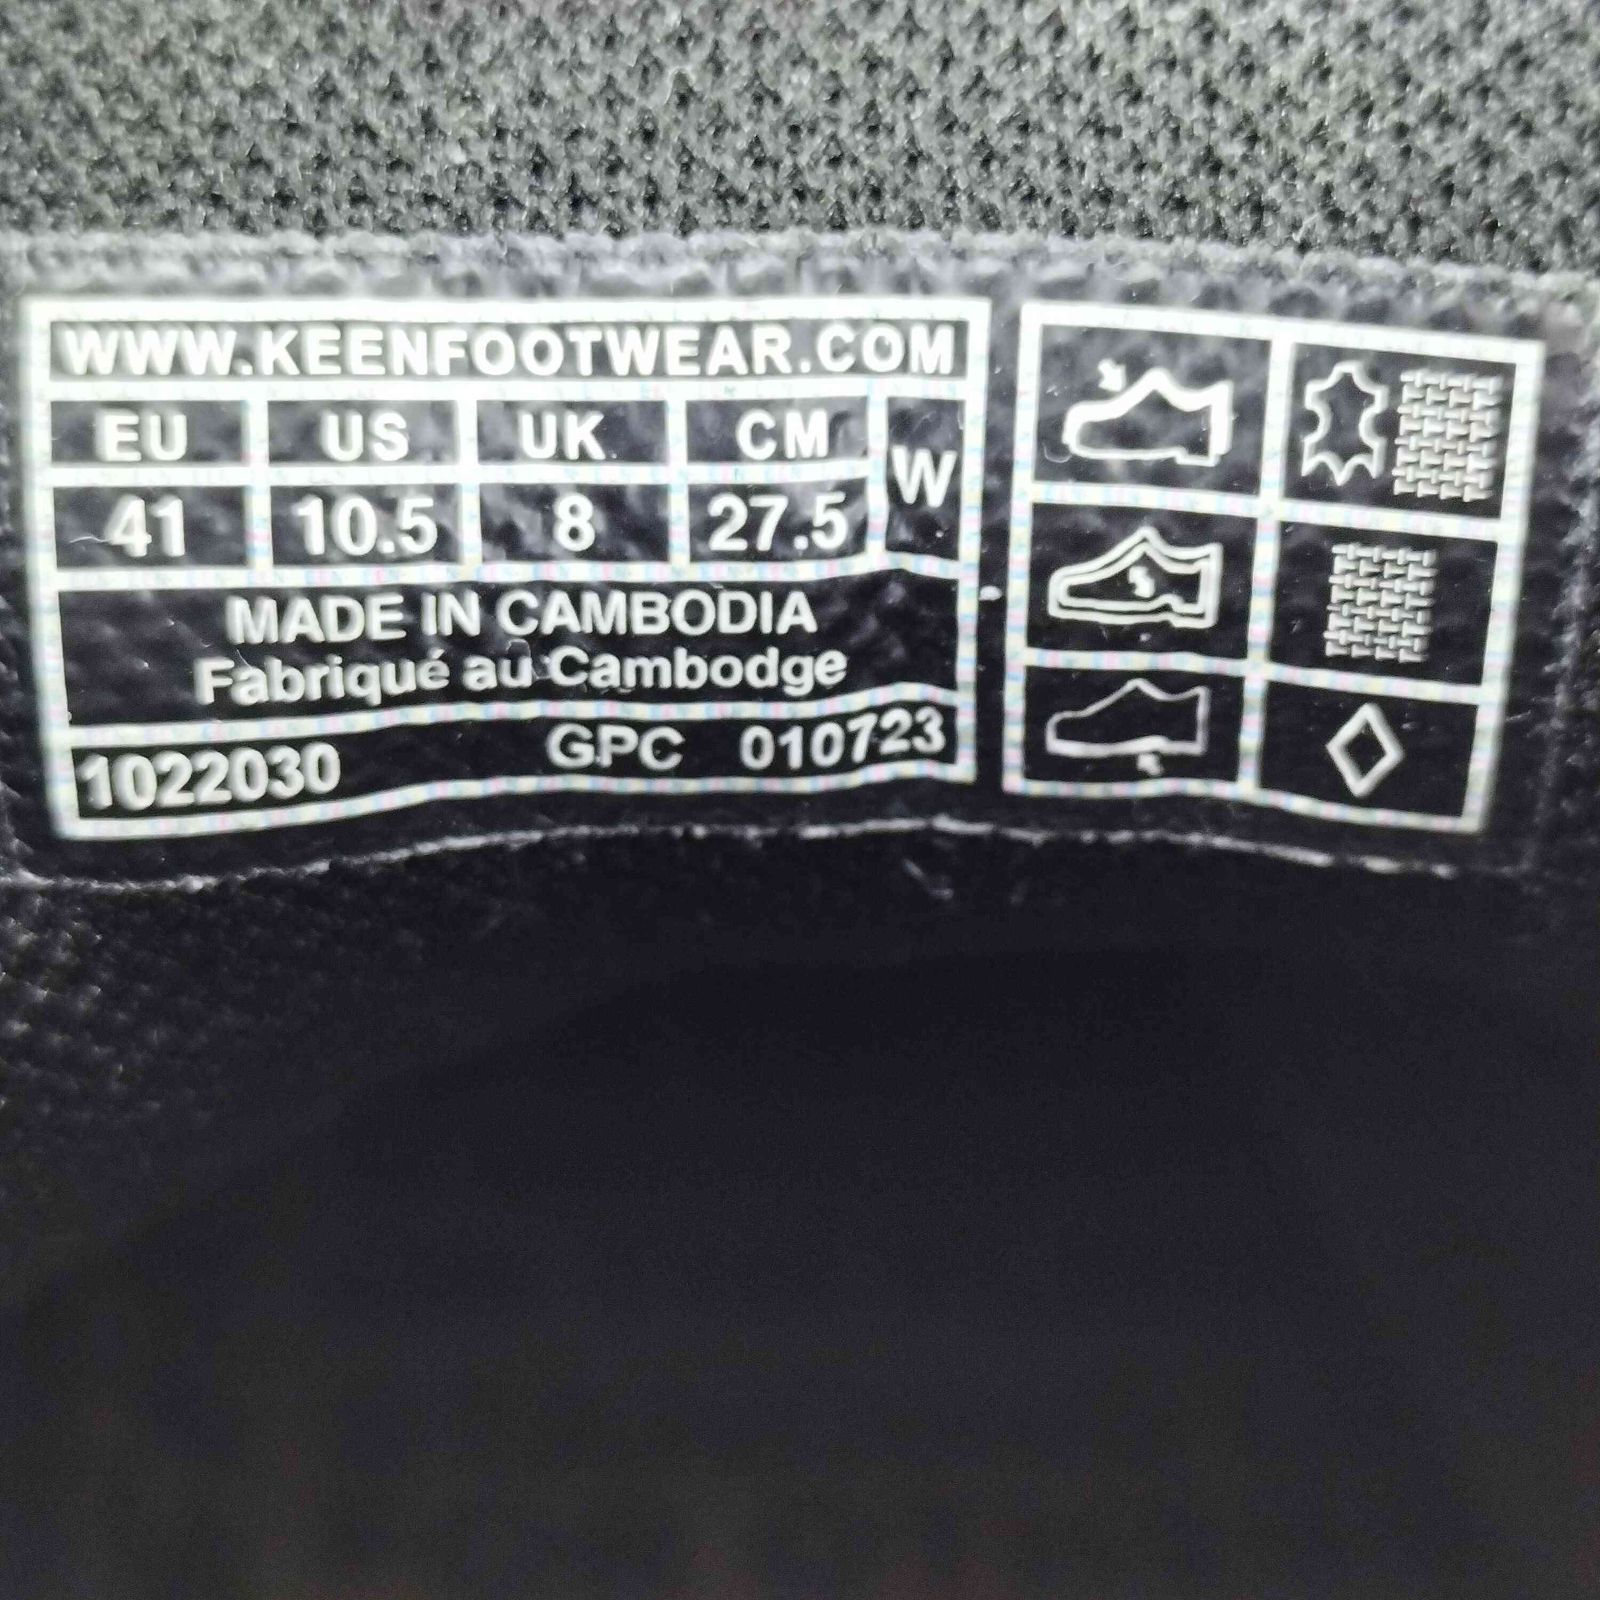 WWW.KEENFOOTWEAR.COM
EU US UK CM W
41 10.5 8 27.5
MADE IN CAMBODIA
Fabriqué au Cambodge
1022030 GPC 010723